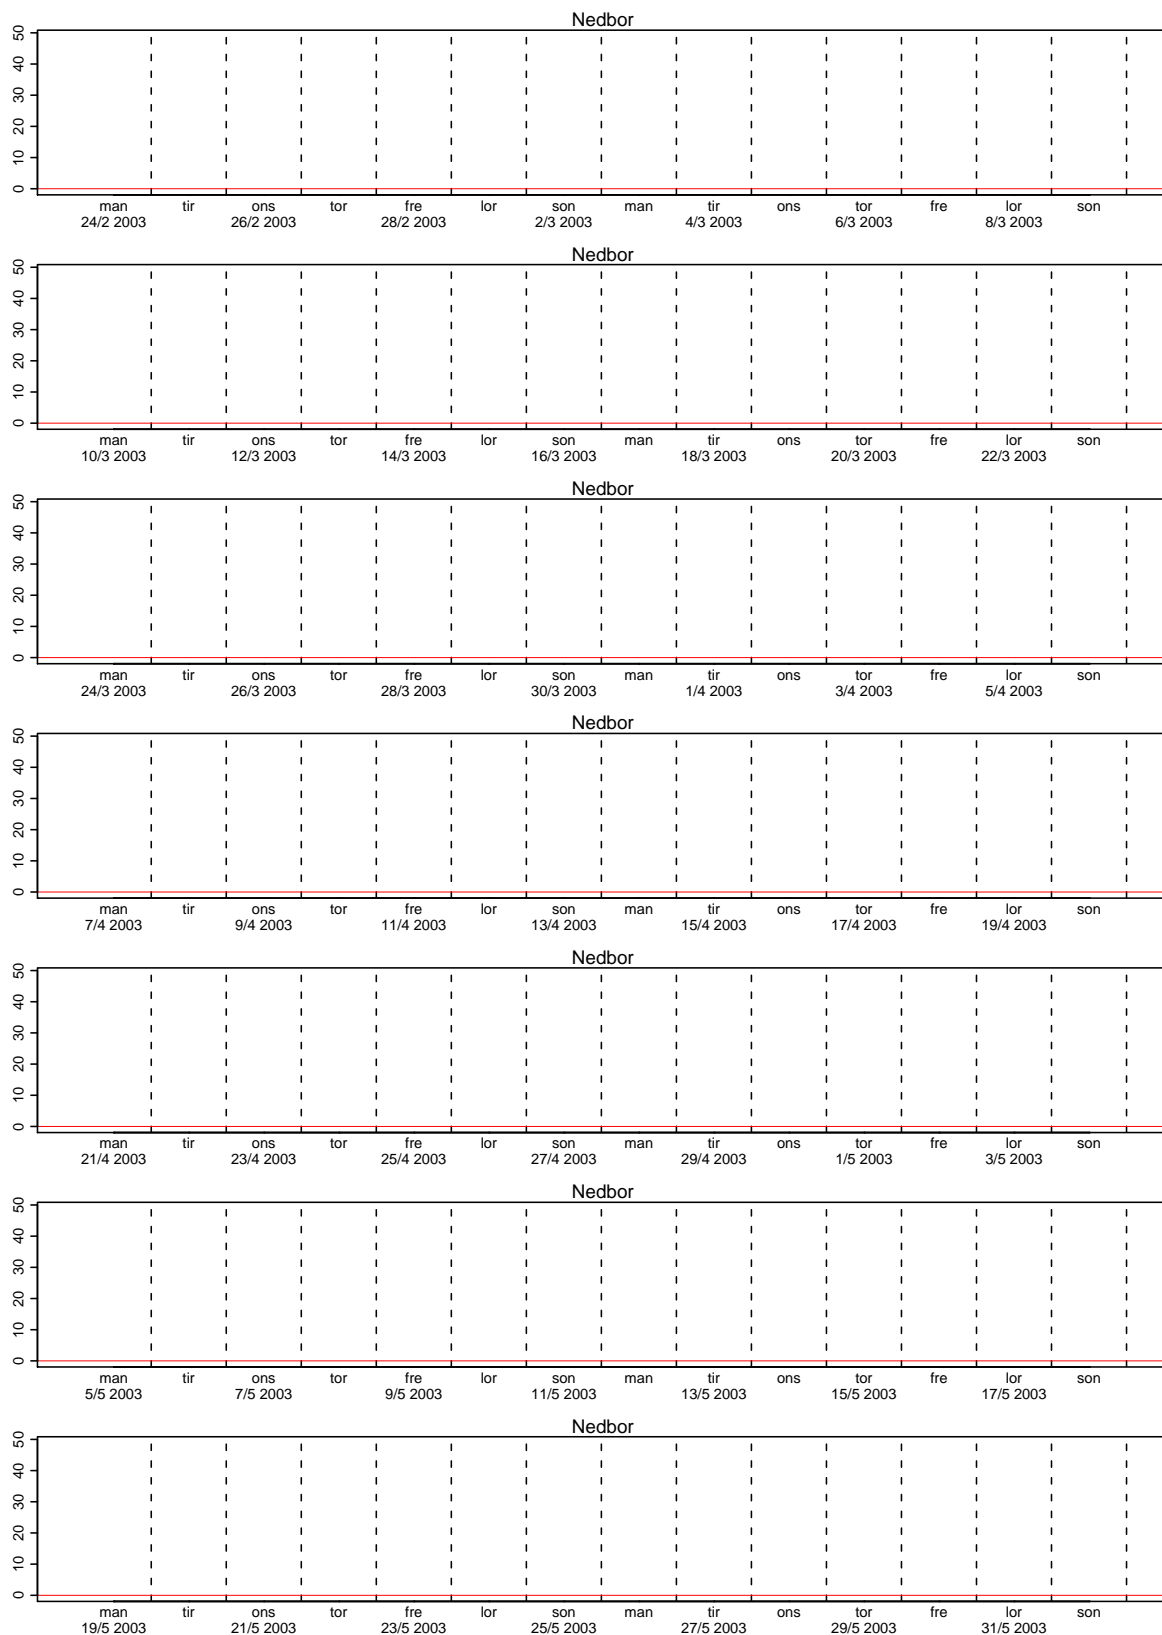 Nedbor
50
40
30
20
10
0
man tir ons tor fre lor son man tir ons tor fre lor son
24/2 2003 26/2 2003 28/2 2003 2/3 2003 4/3 2003 6/3 2003 8/3 2003
Nedbor
50
40
30
20
10
0
man tir ons tor fre lor son man tir ons tor fre lor son
10/3 2003 12/3 2003 14/3 2003 16/3 2003 18/3 2003 20/3 2003 22/3 2003
Nedbor
50
40
30
20
10
0
man tir ons tor fre lor son man tir ons tor fre lor son
24/3 2003 26/3 2003 28/3 2003 30/3 2003 1/4 2003 3/4 2003 5/4 2003
Nedbor
50
40
30
20
10
0
man tir ons tor fre lor son man tir ons tor fre lor son
7/4 2003 9/4 2003 11/4 2003 13/4 2003 15/4 2003 17/4 2003 19/4 2003
Nedbor
50
40
30
20
10
0
man tir ons tor fre lor son man tir ons tor fre lor son
21/4 2003 23/4 2003 25/4 2003 27/4 2003 29/4 2003 1/5 2003 3/5 2003
Nedbor
50
40
30
20
10
0
man tir ons tor fre lor son man tir ons tor fre lor son
5/5 2003 7/5 2003 9/5 2003 11/5 2003 13/5 2003 15/5 2003 17/5 2003
Nedbor
50
40
30
20
10
0
man tir ons tor fre lor son man tir ons tor fre lor son
19/5 2003 21/5 2003 23/5 2003 25/5 2003 27/5 2003 29/5 2003 31/5 2003